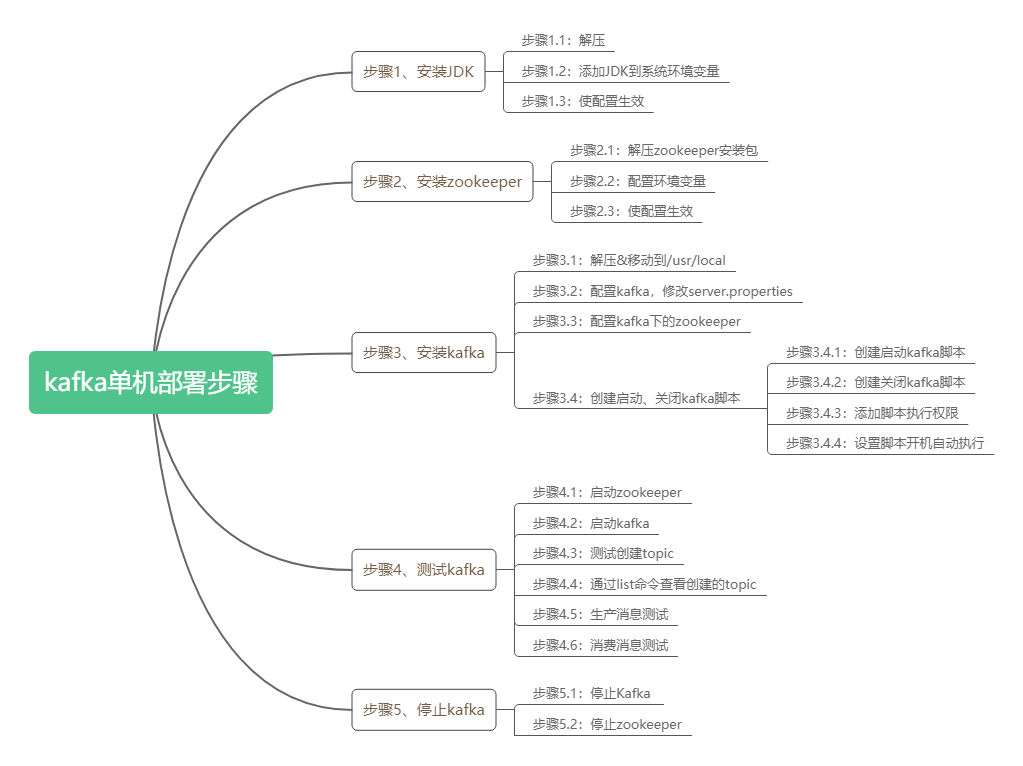 kafka单机部署步骤
步骤1、安装JDK
步骤1.1：解压
步骤1.2：添加JDK到系统环境变量
步骤1.3：使配置生效
步骤2、安装zookeeper
步骤2.1：解压zookeeper安装包
步骤2.2：配置环境变量
步骤2.3：使配置生效
步骤3、安装kafka
步骤3.1：解压&移动到/usr/local
步骤3.2：配置kafka，修改server.properties
步骤3.3：配置kafka下的zookeeper
步骤3.4：创建启动、关闭kafka脚本
步骤3.4.1：创建启动kafka脚本
步骤3.4.2：创建关闭kafka脚本
步骤3.4.3：添加脚本执行权限
步骤3.4.4：设置脚本开机自动执行
步骤4、测试kafka
步骤4.1：启动zookeeper
步骤4.2：启动kafka
步骤4.3：测试创建topic
步骤4.4：通过list命令查看创建的topic
步骤4.5：生产消息测试
步骤4.6：消费消息测试
步骤5、停止kafka
步骤5.1：停止Kafka
步骤5.2：停止zookeeper